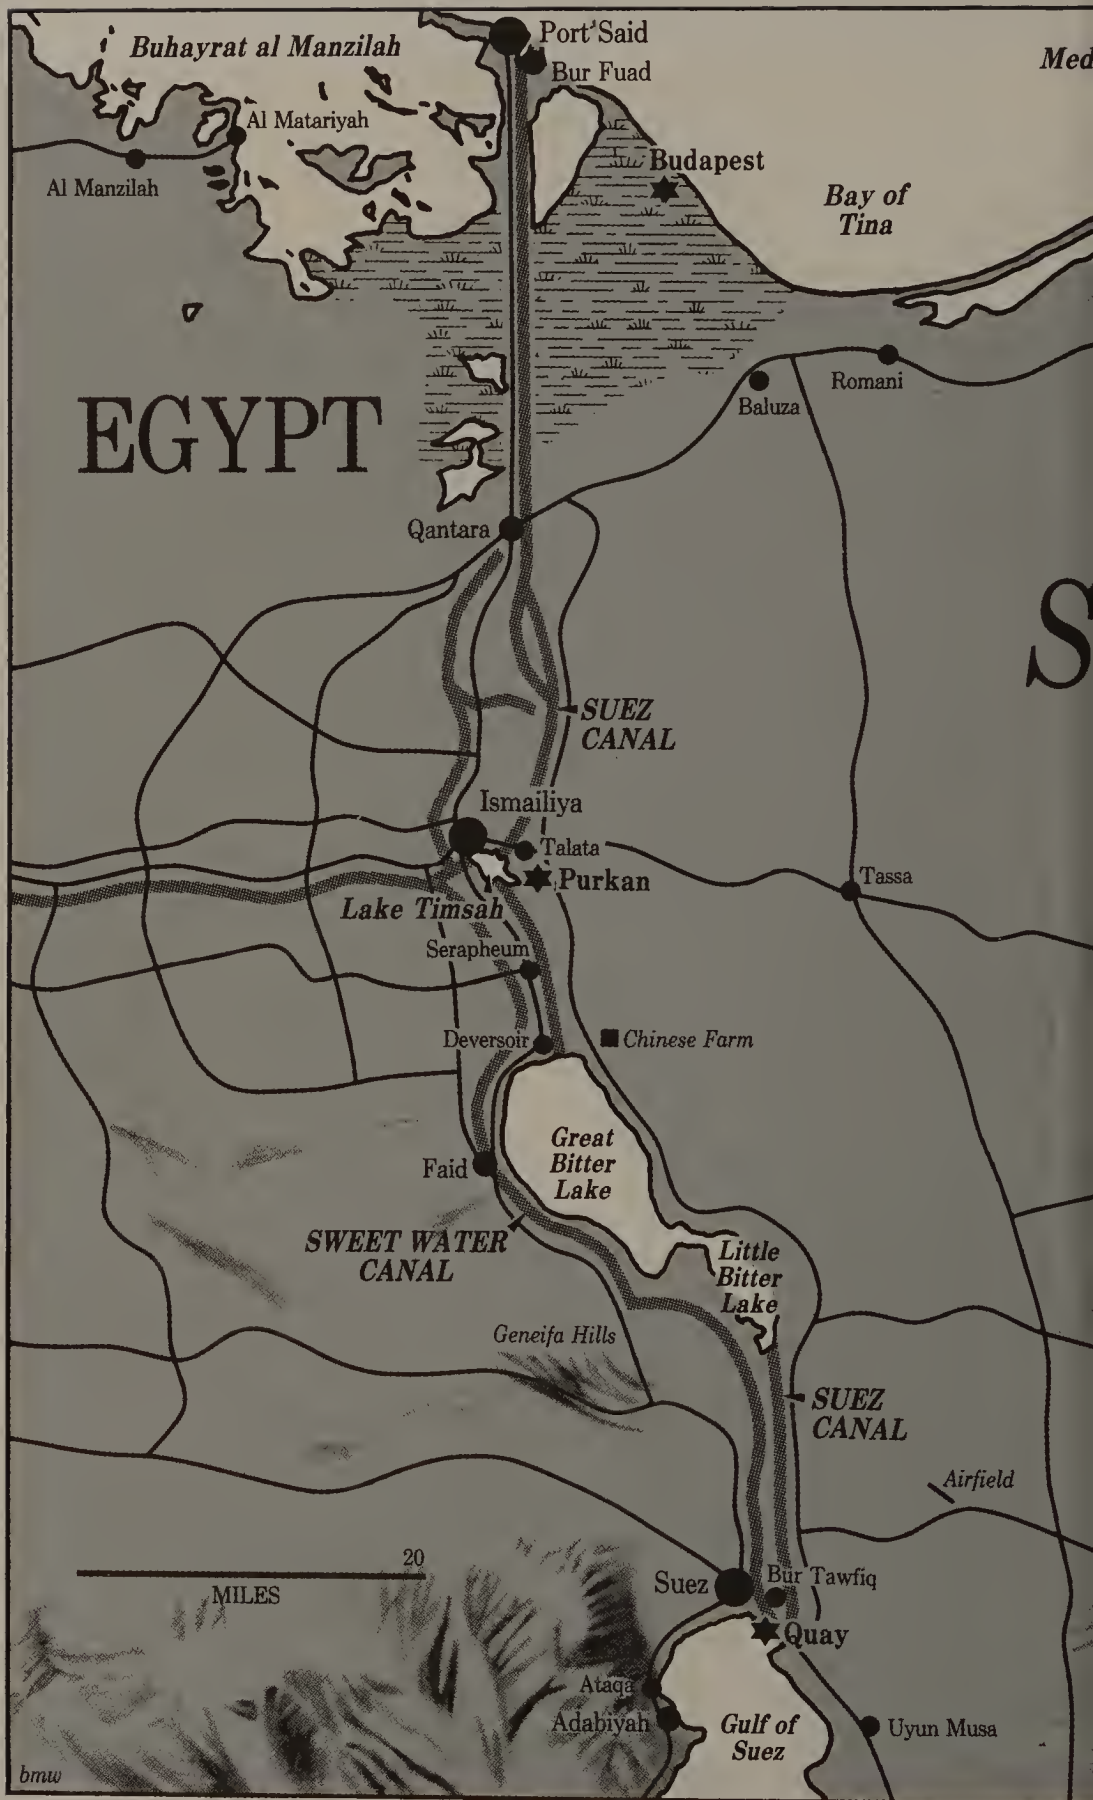 Buhayrat al Manzilah
Port Said
Med
Bur Fuad
Al Matariyah
Budapest
Al Manzilah
Bay of
Tina
Romani
Baluza
EGYPT
Qantara
S
SUEZ
CANAL
Ismailiya
Talata
Purkan
Tassa
Lake Timsah
Serapheum
Deversoir
Chinese Farm
Great
Bitter
Lake
Faid
SWEET WATER
CANAL
Little
Bitter
Lake
Geneifa Hills
SUEZ
CANAL
Airfield
20
MILES
Suez
Bur Tawfiq
Quay
Ataqa
Adabiyah
Gulf of
Suez
Uyun Musa
bmw